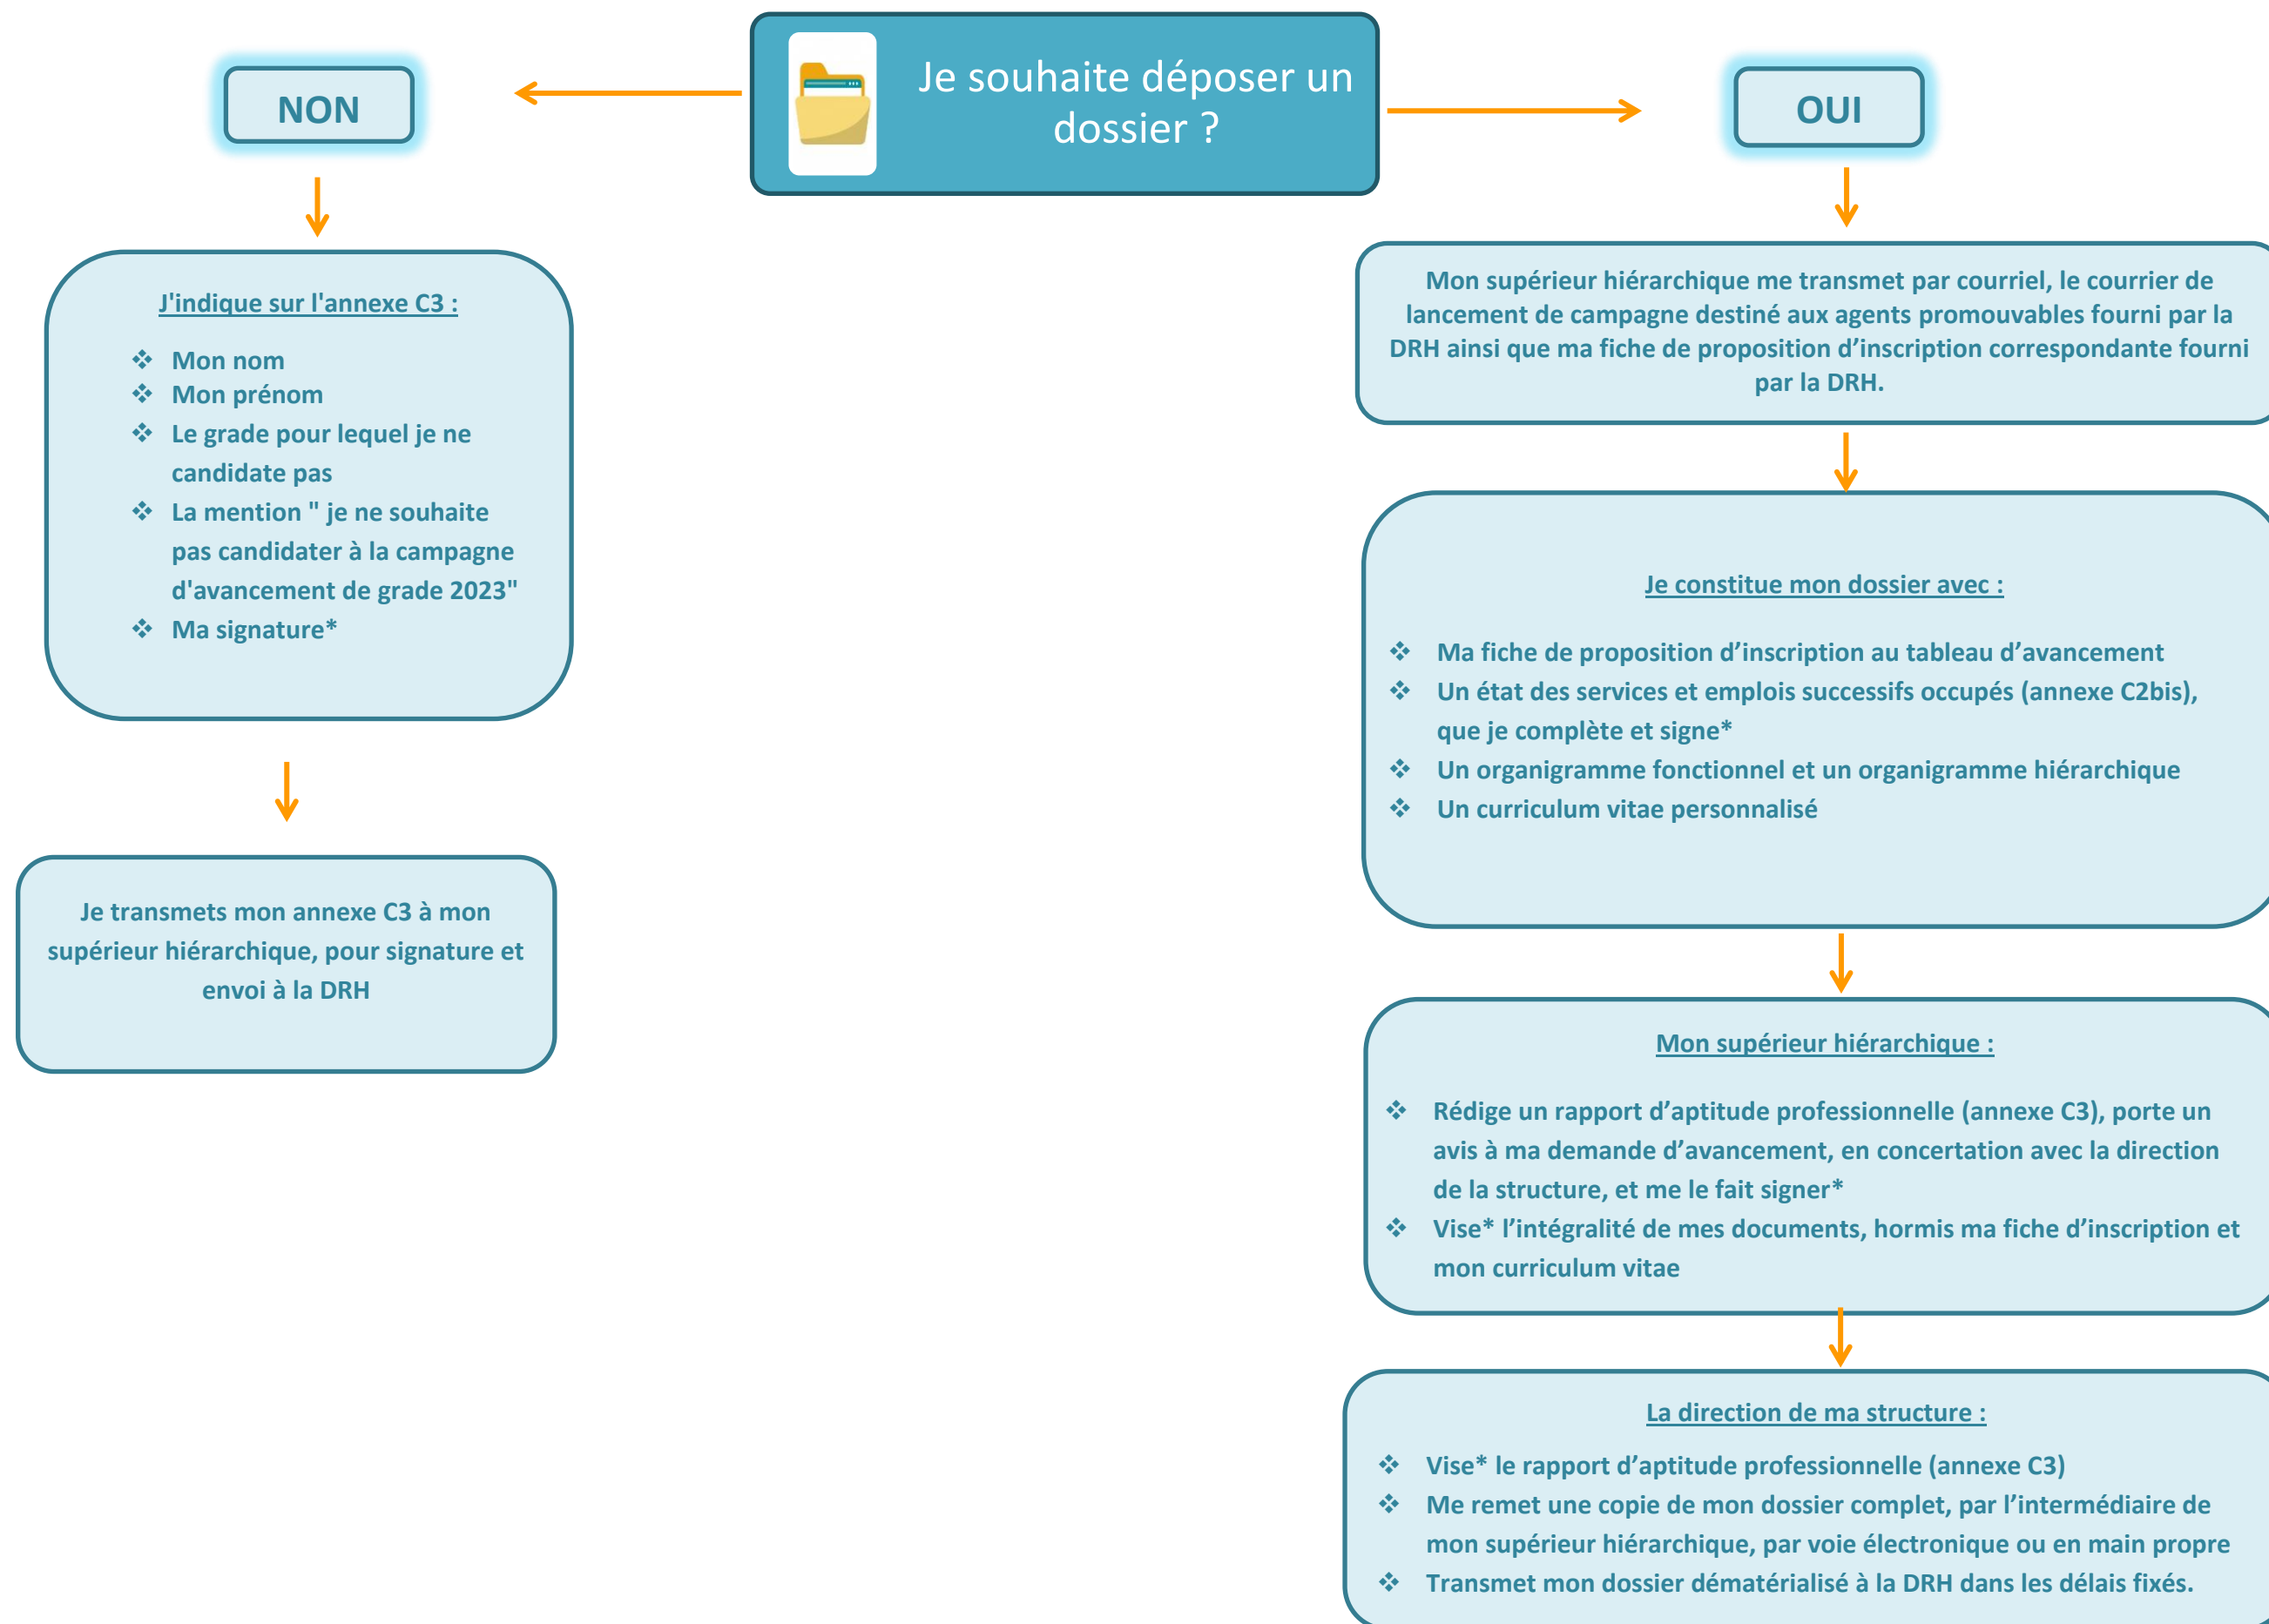 Je souhaite déposer un
dossier ?
NON
J'indique sur l'annexe C3 :
❖ Mon nom
❖ Mon prénom
❖ Le grade pour lequel je ne
candidate pas
❖ La mention " je ne souhaite
pas candidater à la campagne
d'avancement de grade 2023"
❖ Ma signature*
Je transmets mon annexe C3 à mon
supérieur hiérarchique, pour signature et
envoi à la DRH
OUI
Mon supérieur hiérarchique me transmet par courriel, le courrier de
lancement de campagne destiné aux agents promouvables fourni par la
DRH ainsi que ma fiche de proposition d’inscription correspondante fourni
par la DRH.
Je constitue mon dossier avec :
❖ Ma fiche de proposition d’inscription au tableau d’avancement
❖ Un état des services et emplois successifs occupés (annexe C2bis),
que je complète et signe*
❖ Un organigramme fonctionnel et un organigramme hiérarchique
❖ Un curriculum vitae personnalisé
Mon supérieur hiérarchique :
❖ Rédige un rapport d’aptitude professionnelle (annexe C3), porte un
avis à ma demande d’avancement, en concertation avec la direction
de la structure, et me le fait signer*
❖ Vise* l’intégralité de mes documents, hormis ma fiche d’inscription et
mon curriculum vitae
La direction de ma structure :
❖ Vise* le rapport d’aptitude professionnelle (annexe C3)
❖ Me remet une copie de mon dossier complet, par l’intermédiaire de
mon supérieur hiérarchique, par voie électronique ou en main propre
❖ Transmet mon dossier dématérialisé à la DRH dans les délais fixés.